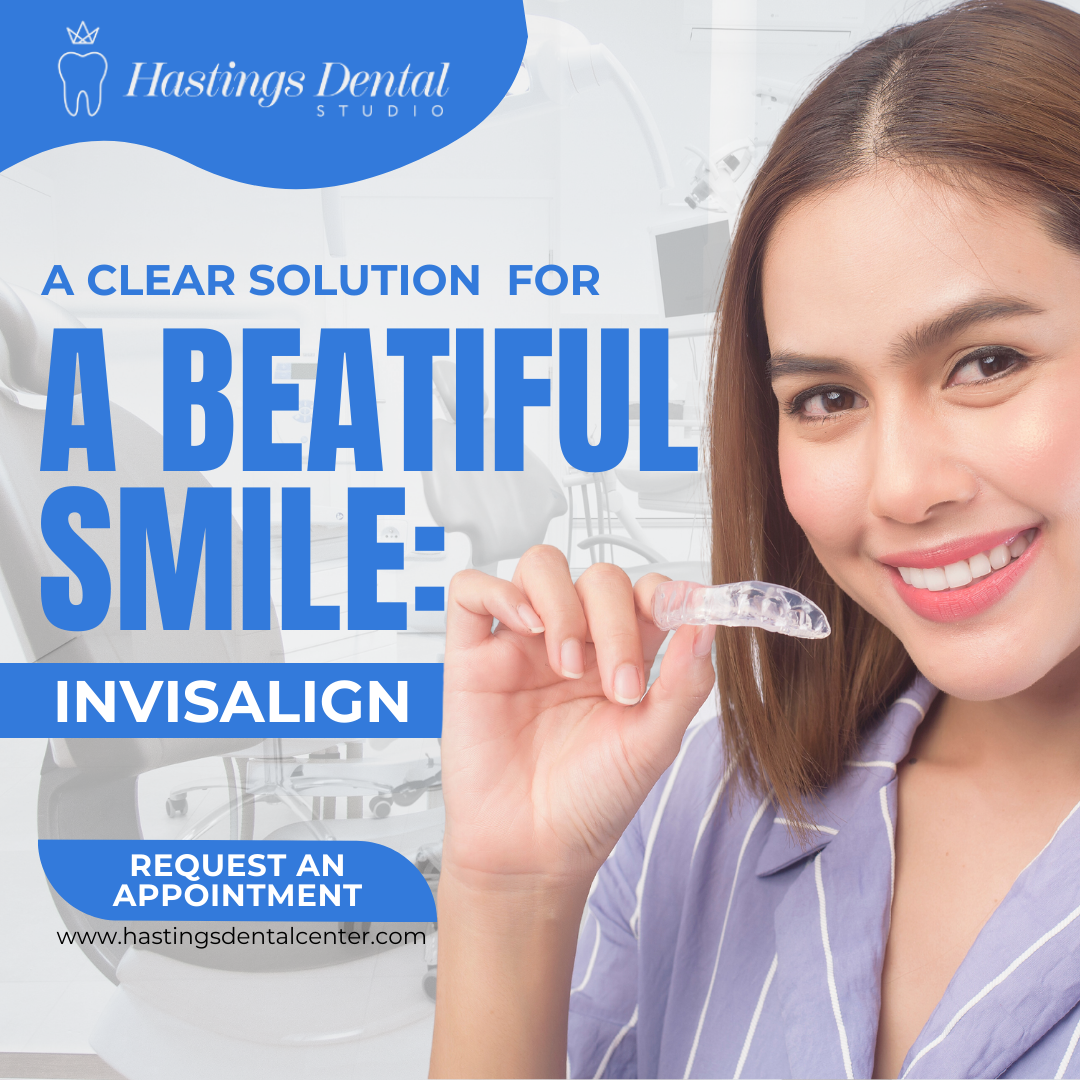 Hastings Dental
STUDIO
A CLEAR SOLUTION FOR
A BEATIFUL
SMILE:
INVISALIGN
REQUEST AN
APPOINTMENT
www.hastingsdentalcenter.com